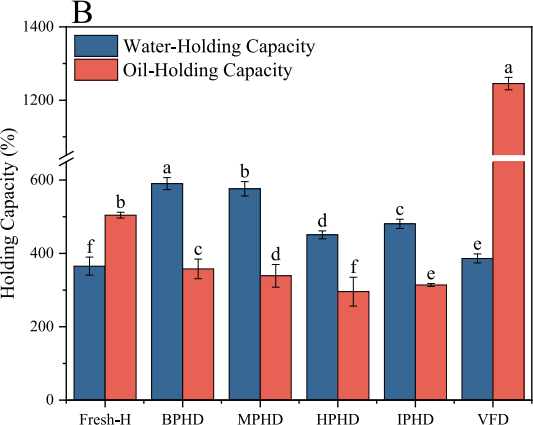 B
1400
1200
600
400
200
0
Holding Capacity (%)
Water-Holding Capacity
Oil-Holding Capacity
f b a c b d d f c e e a
Fresh-H BPHD MPHD HPHD IPHD VFD